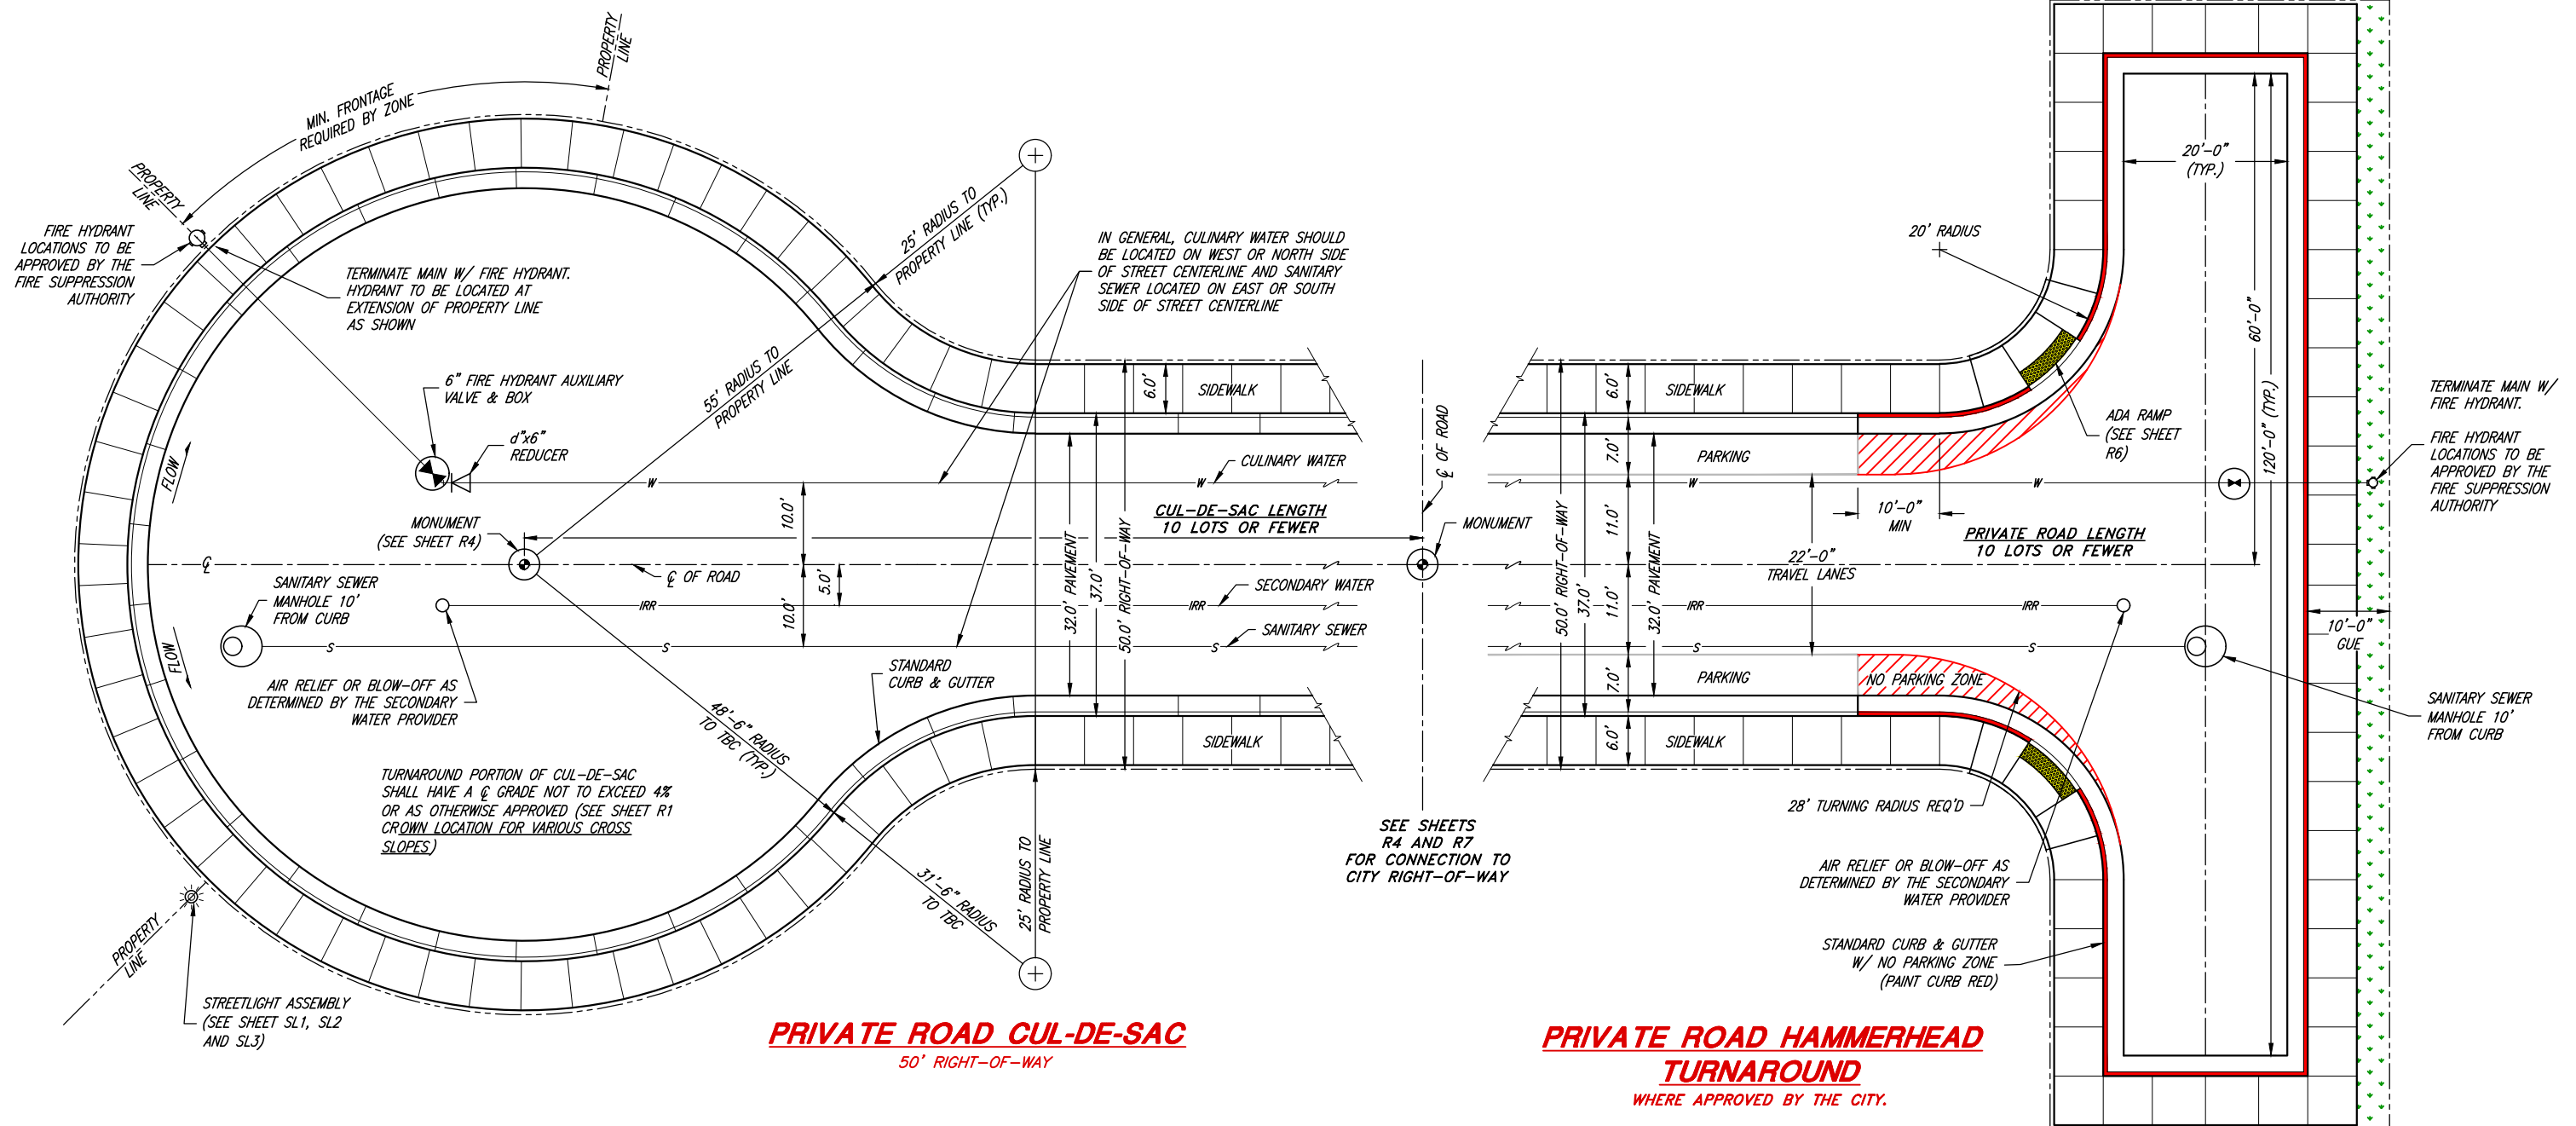 PROPERTY
LINE
MIN. FRONTAGE
REQUIRED BY ZONE
PROPERTY
LINE
FIRE HYDRANT
LOCATIONS TO BE
APPROVED BY THE
FIRE SUPPRESSION
AUTHORITY
TERMINATE MAIN W/ FIRE HYDRANT.
HYDRANT TO BE LOCATED AT
EXTENSION OF PROPERTY LINE
AS SHOWN
6" FIRE HYDRANT AUXILIARY
VALVE & BOX
d"x6"
REDUCER
25' RADIUS TO
PROPERTY LINE (TYP.)
55' RADIUS TO
PROPERTY LINE
IN GENERAL, CULINARY WATER SHOULD
BE LOCATED ON WEST OR NORTH SIDE
OF STREET CENTERLINE AND SANITARY
SEWER LOCATED ON EAST OR SOUTH
SIDE OF STREET CENTERLINE
FLOW
FLOW
MONUMENT
(SEE SHEET R4)
℄
℄ OF ROAD
SANITARY SEWER
MANHOLE 10'
FROM CURB
S
S
S
W
W
IRR
IRR
10.0'
10.0'
5.0'
AIR RELIEF OR BLOW-OFF AS
DETERMINED BY THE SECONDARY
WATER PROVIDER
STANDARD
CURB & GUTTER
48'-6" RADIUS
TO TBC (TYP.)
31'-6" RADIUS
TO TBC
25' RADIUS TO
PROPERTY LINE
TURNAROUND PORTION OF CUL-DE-SAC
SHALL HAVE A ℄ GRADE NOT TO EXCEED 4%
OR AS OTHERWISE APPROVED (SEE SHEET R1
CROWN LOCATION FOR VARIOUS CROSS
SLOPES)
PROPERTY
LINE
STREETLIGHT ASSEMBLY
(SEE SHEET SL1, SL2
AND SL3)
6.0'
SIDEWALK
CULINARY WATER
CUL-DE-SAC LENGTH
10 LOTS OR FEWER
32.0' PAVEMENT
37.0'
50.0' RIGHT-OF-WAY
SECONDARY WATER
SANITARY SEWER
SIDEWALK
PRIVATE ROAD CUL-DE-SAC
50' RIGHT-OF-WAY
℄ OF ROAD
MONUMENT
SEE SHEETS
R4 AND R7
FOR CONNECTION TO
CITY RIGHT-OF-WAY
50.0' RIGHT-OF-WAY
37.0'
6.0'
7.0'
11.0'
11.0'
7.0'
6.0'
32.0' PAVEMENT
SIDEWALK
PARKING
W
W
22'-0"
TRAVEL LANES
IRR
IRR
S
S
PARKING
SIDEWALK
NO PARKING ZONE
10'-0"
MIN
PRIVATE ROAD LENGTH
10 LOTS OR FEWER
20' RADIUS
20'-0"
(TYP.)
60'-0"
120'-0" (TYP.)
ADA RAMP
(SEE SHEET
R6)
TERMINATE MAIN W/
FIRE HYDRANT.
FIRE HYDRANT
LOCATIONS TO BE
APPROVED BY THE
FIRE SUPPRESSION
AUTHORITY
10'-0"
GUE
SANITARY SEWER
MANHOLE 10'
FROM CURB
28' TURNING RADIUS REQ'D
AIR RELIEF OR BLOW-OFF AS
DETERMINED BY THE SECONDARY
WATER PROVIDER
STANDARD CURB & GUTTER
W/ NO PARKING ZONE
(PAINT CURB RED)
PRIVATE ROAD HAMMERHEAD
TURNAROUND
WHERE APPROVED BY THE CITY.